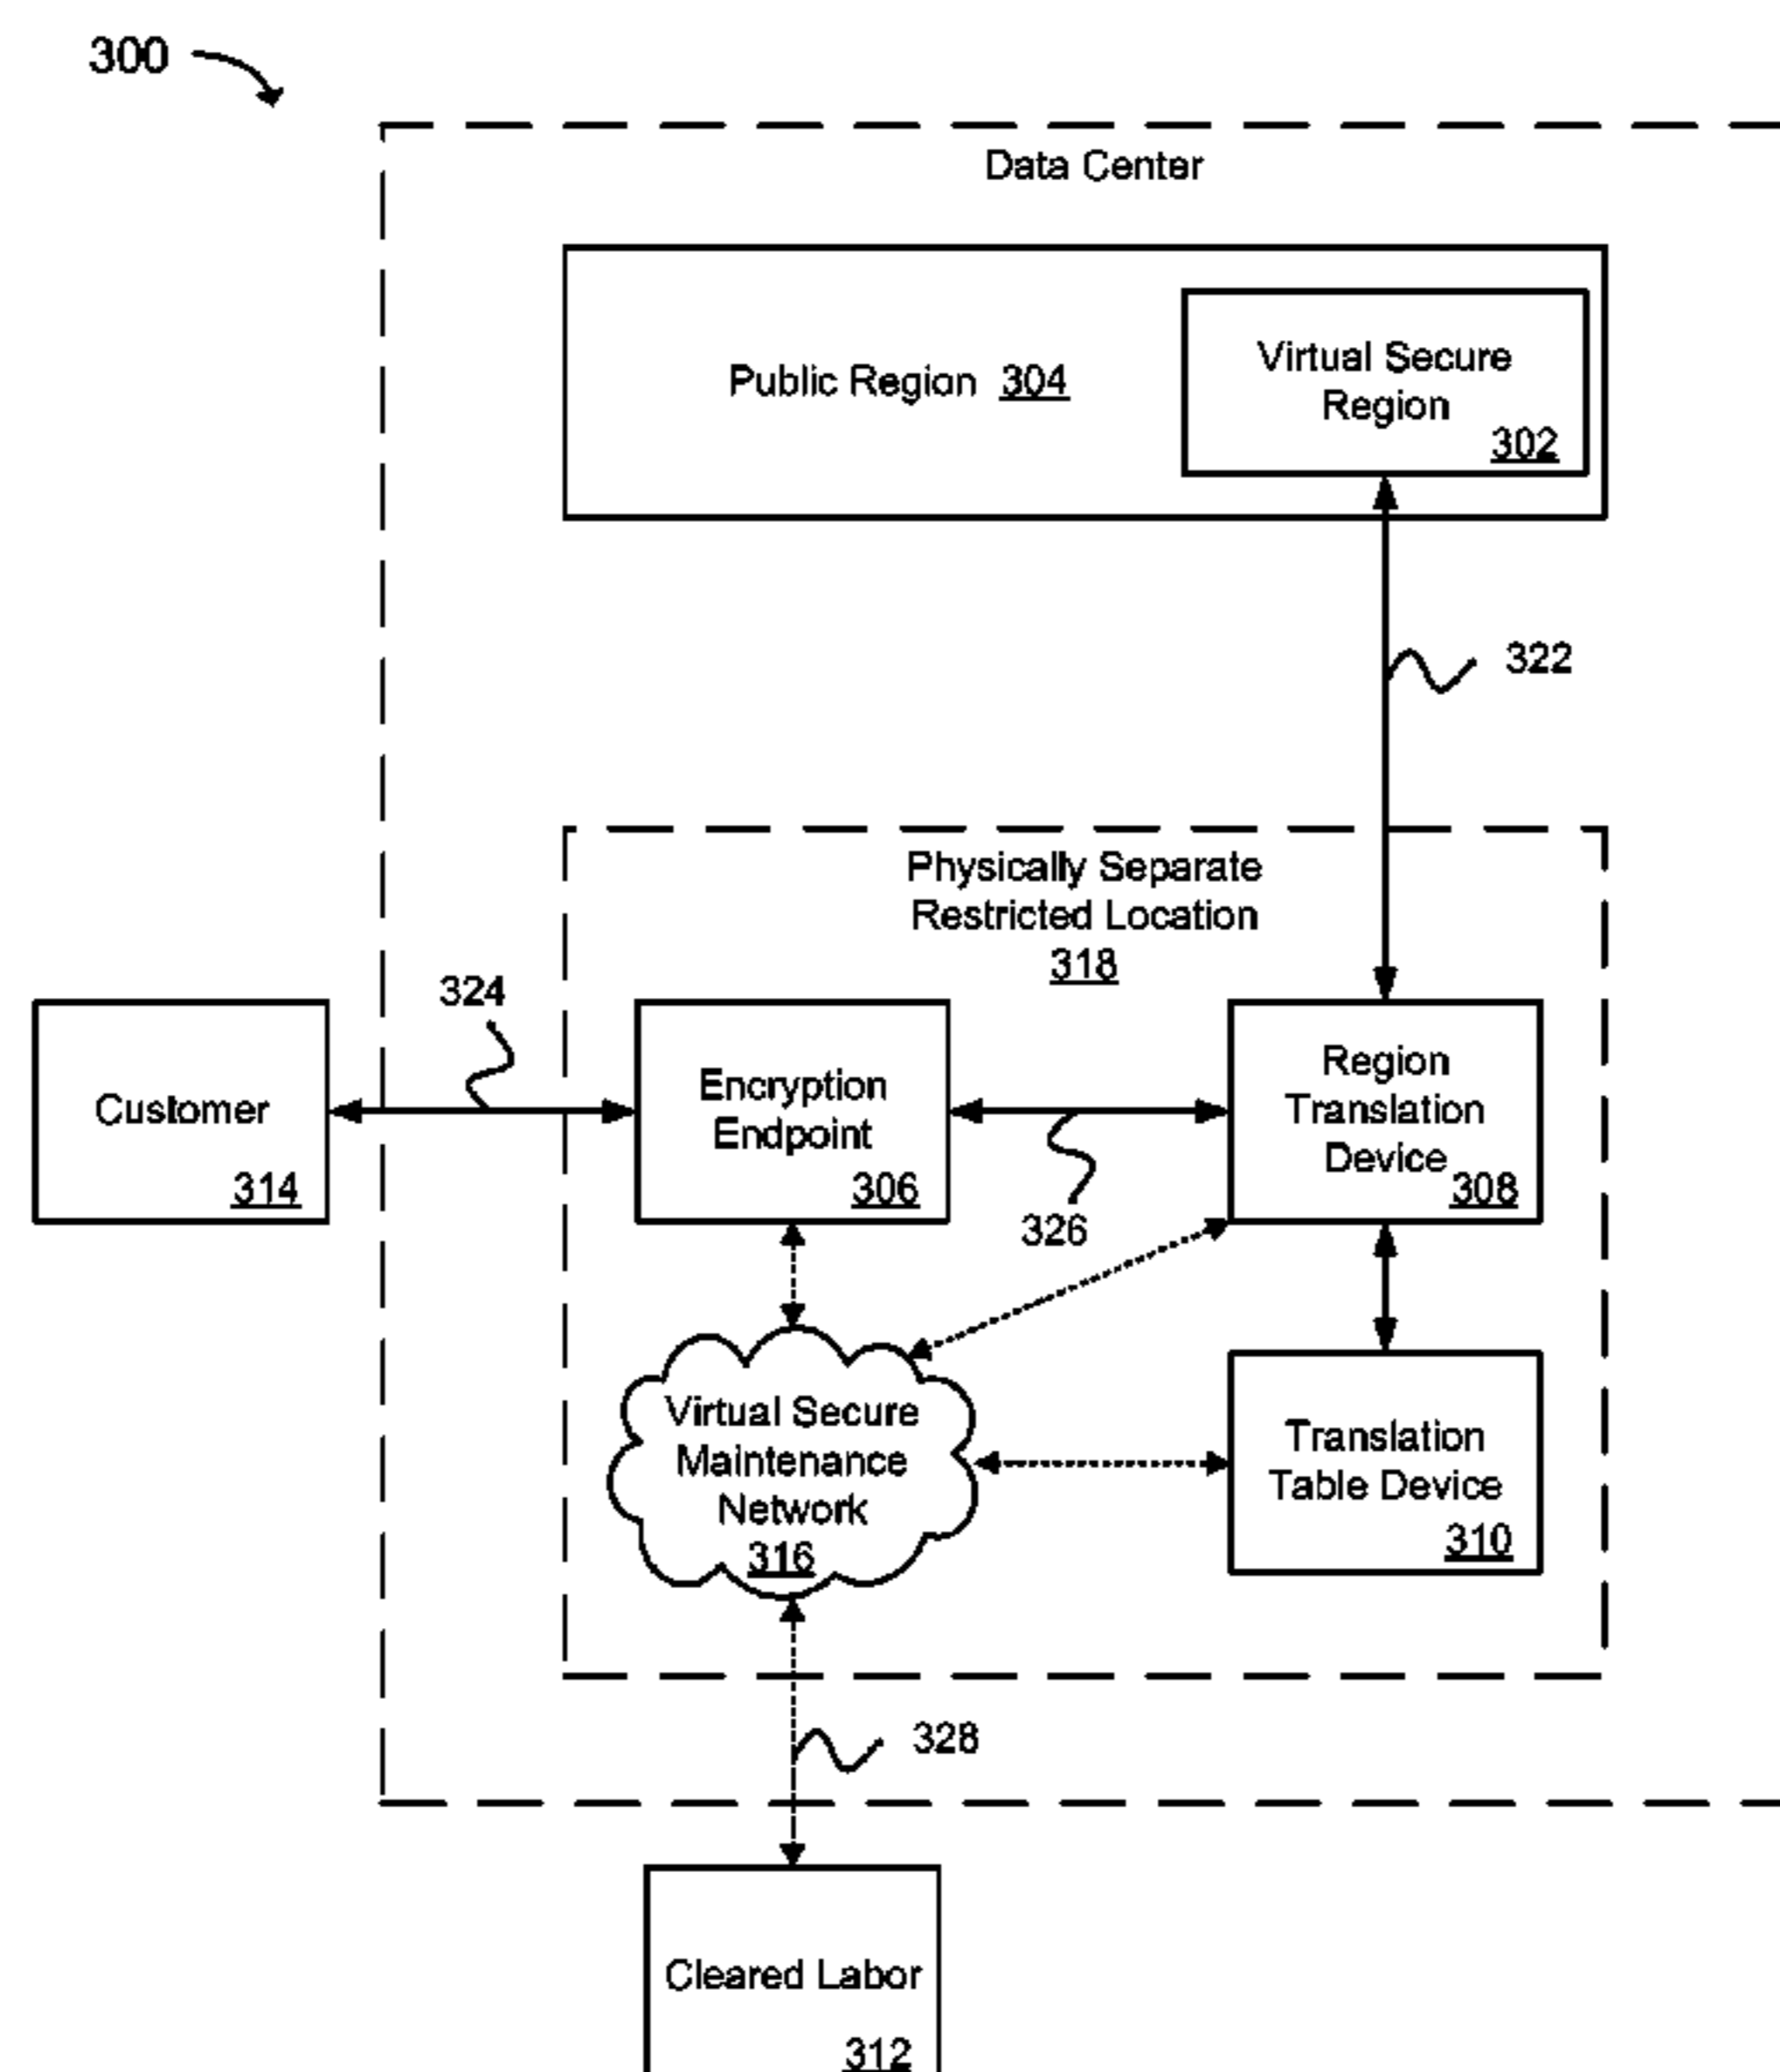 300
Data Center
Public Region 304
Virtual Secure
Region
302
322
Physically Separate
Restricted Location
318
324
Customer
314
Encryption
Endpoint
306
326
Region
Translation
Device
308
Virtual Secure
Maintenance
Network
316
Translation
Table Device
310
328
Cleared Labor
312